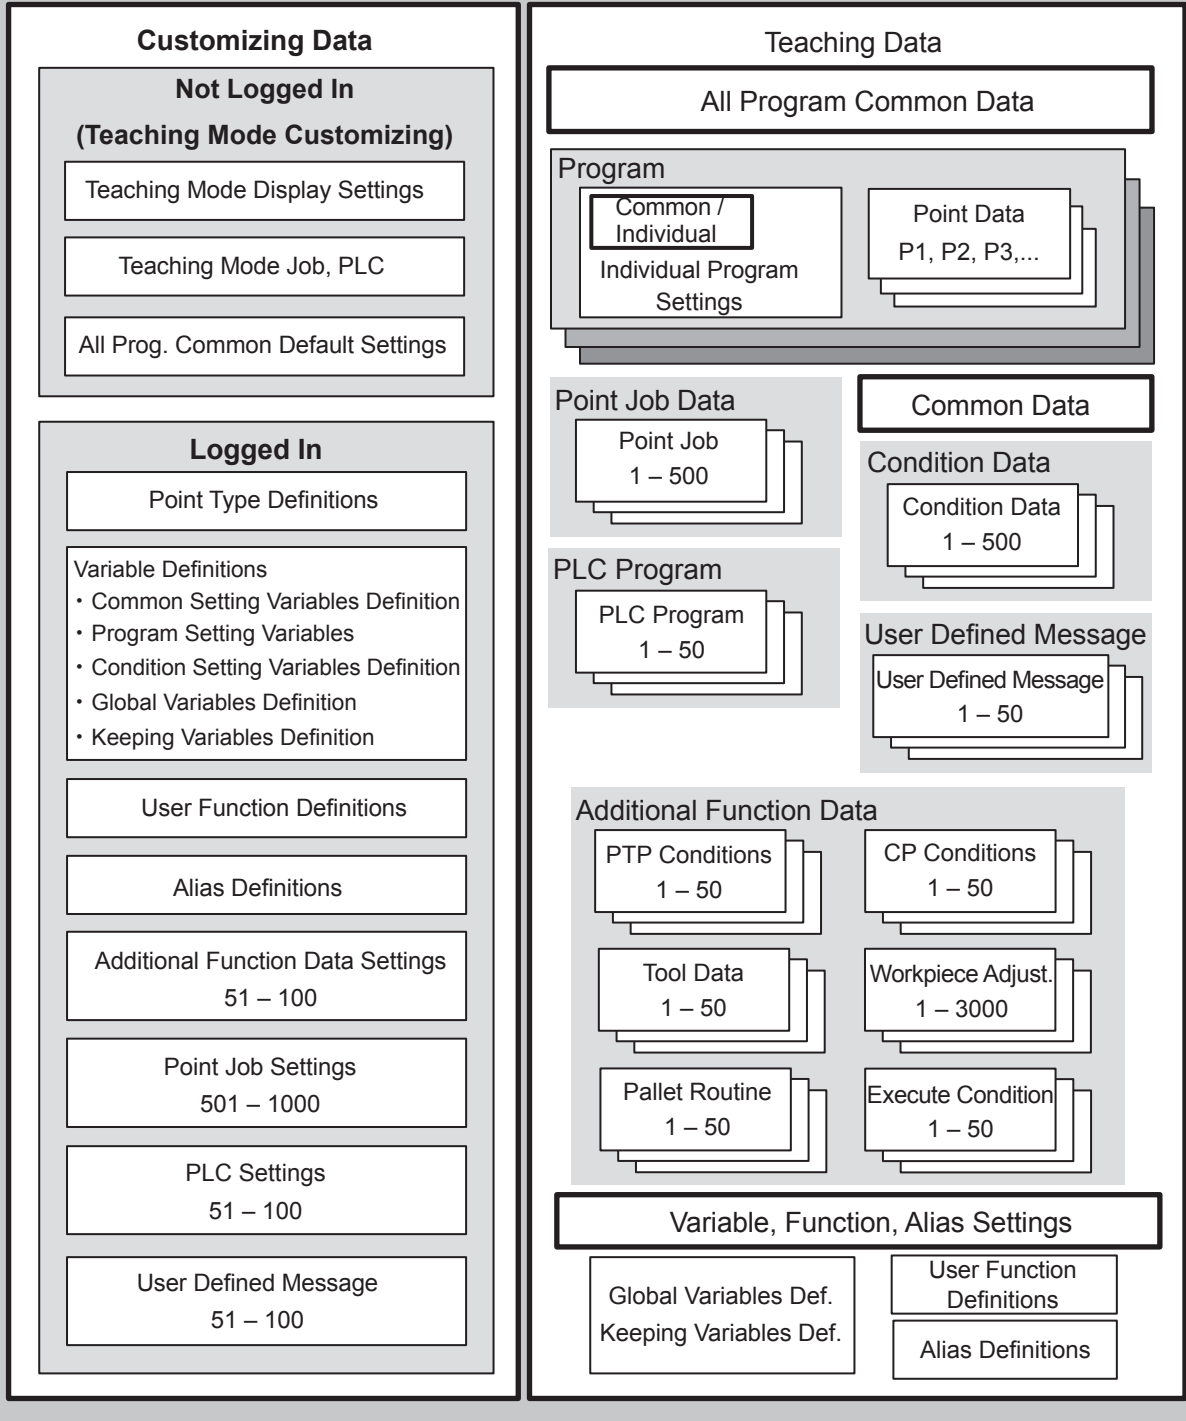 Customizing Data
Not Logged In
(Teaching Mode Customizing)
Teaching Mode Display Settings
Teaching Mode Job, PLC
All Prog. Common Default Settings
Logged In
Point Type Definitions
Variable Definitions
・Common Setting Variables Definition
・Program Setting Variables
・Condition Setting Variables Definition
・Global Variables Definition
・Keeping Variables Definition
User Function Definitions
Alias Definitions
Additional Function Data Settings
51 – 100
Point Job Settings
501 – 1000
PLC Settings
51 – 100
User Defined Message
51 – 100
Teaching Data
All Program Common Data
Program
Common /
Individual
Individual Program
Settings
Point Data
P1, P2, P3,...
Point Job Data
Point Job
1 – 500
Common Data
Condition Data
Condition Data
1 – 500
PLC Program
PLC Program
1 – 50
User Defined Message
User Defined Message
1 – 50
Additional Function Data
PTP Conditions
1 – 50
CP Conditions
1 – 50
Tool Data
1 – 50
Workpiece Adjust.
1 – 3000
Pallet Routine
1 – 50
Execute Condition
1 – 50
Variable, Function, Alias Settings
Global Variables Def.
Keeping Variables Def.
User Function
Definitions
Alias Definitions